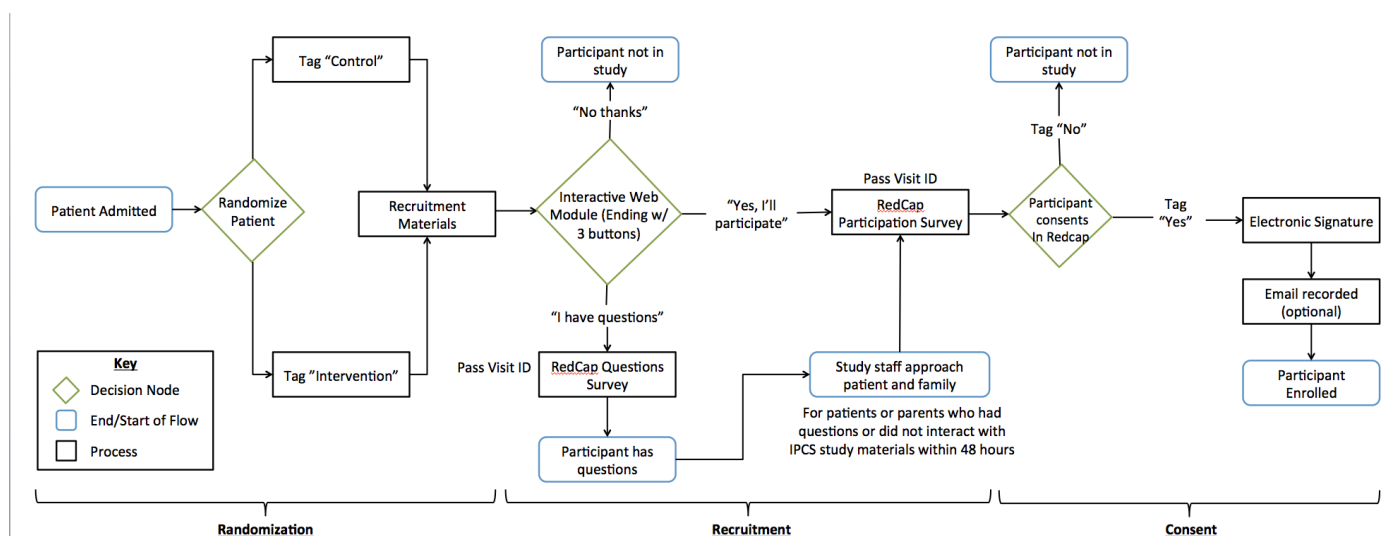 Patient Admitted
Randomize
Patient
Tag “Control”
Tag “Intervention”
Recruitment
Materials
Participant not in
study
“No thanks”
Interactive Web
Module (Ending w/
3 buttons)
“Yes, I’ll
participate”
“I have questions”
Pass Visit ID
RedCap Questions
Survey
Participant has
questions
Study staff approach
patient and family
For patients or parents who had
questions or did not interact with
IPCS study materials within 48 hours
Pass Visit ID
RedCap
Participation Survey
Participant not in
study
Tag “No”
Participant
consents
In Redcap
Tag
“Yes”
Electronic Signature
Email recorded
(optional)
Participant
Enrolled
Key
Decision Node
End/Start of Flow
Process
Randomization
Recruitment
Consent